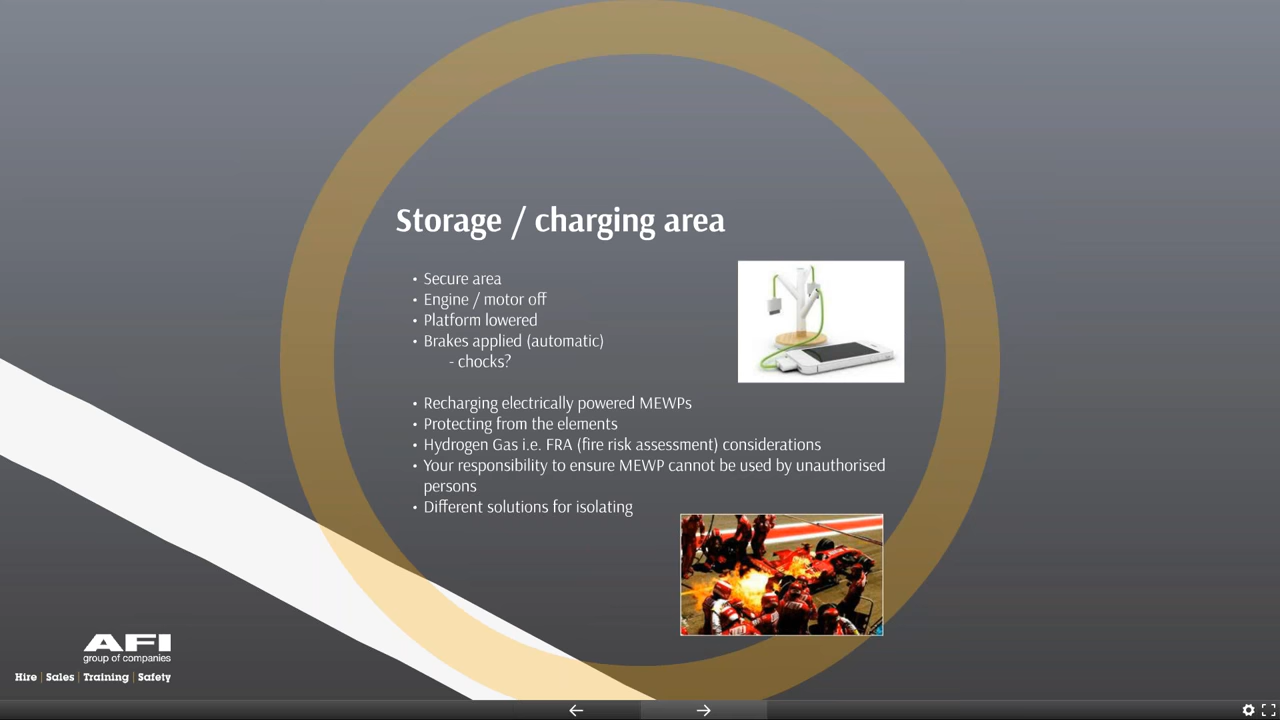 Storage / charging area
• Secure area
• Engine / motor off
• Platform lowered
• Brakes applied (automatic)
- chocks?
• Recharging electrically powered MEWPs
• Protecting from the elements
• Hydrogen Gas i.e. FRA (fire risk assessment) considerations
• Your responsibility to ensure MEWP cannot be used by unauthorised
persons
• Different solutions for isolating
AFI
group of companies
Hire | Sales | Training | Safety